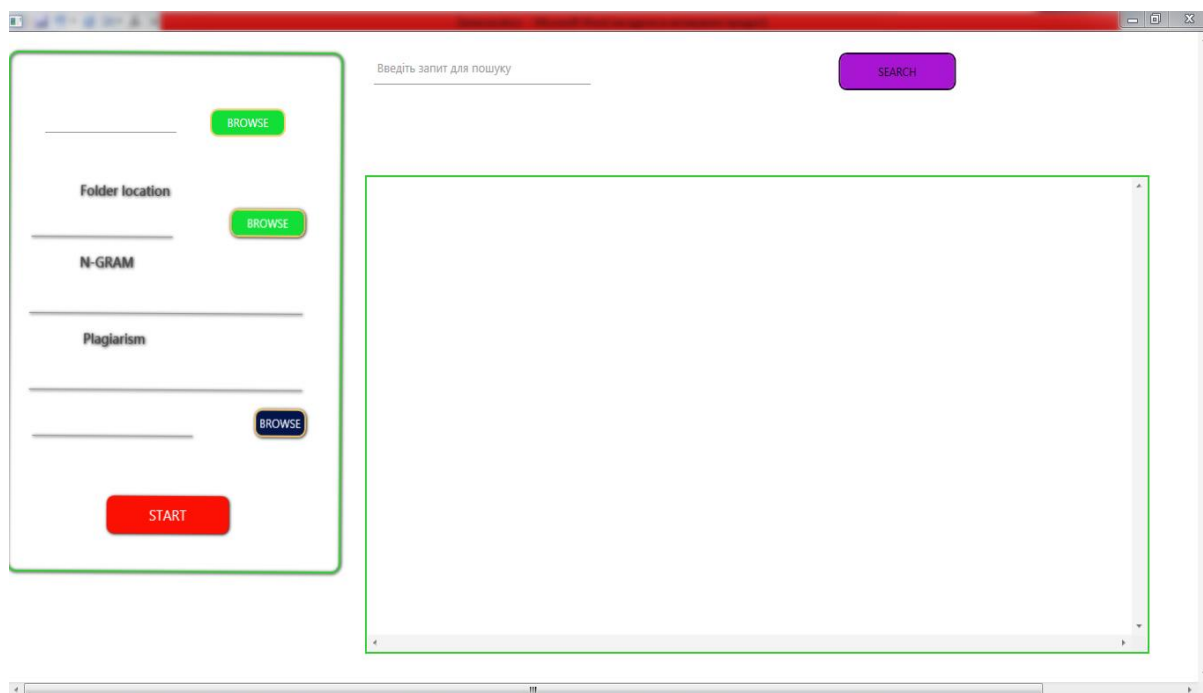 Введіть запит для пошуку
SEARCH
BROWSE
Folder location
BROWSE
N-GRAM
Plagiarism
BROWSE
START